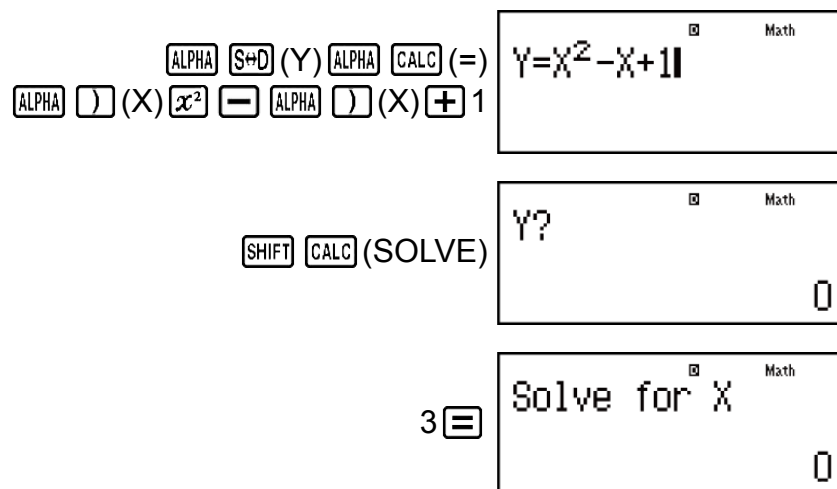 ALPHA S⇔D (Y) ALPHA CALC (=)
ALPHA ) (X) x² − ALPHA ) (X) + 1
D Math
Y=X²−X+1
SHIFT CALC (SOLVE)
D Math
Y?
0
3 =
D Math
Solve for X
0